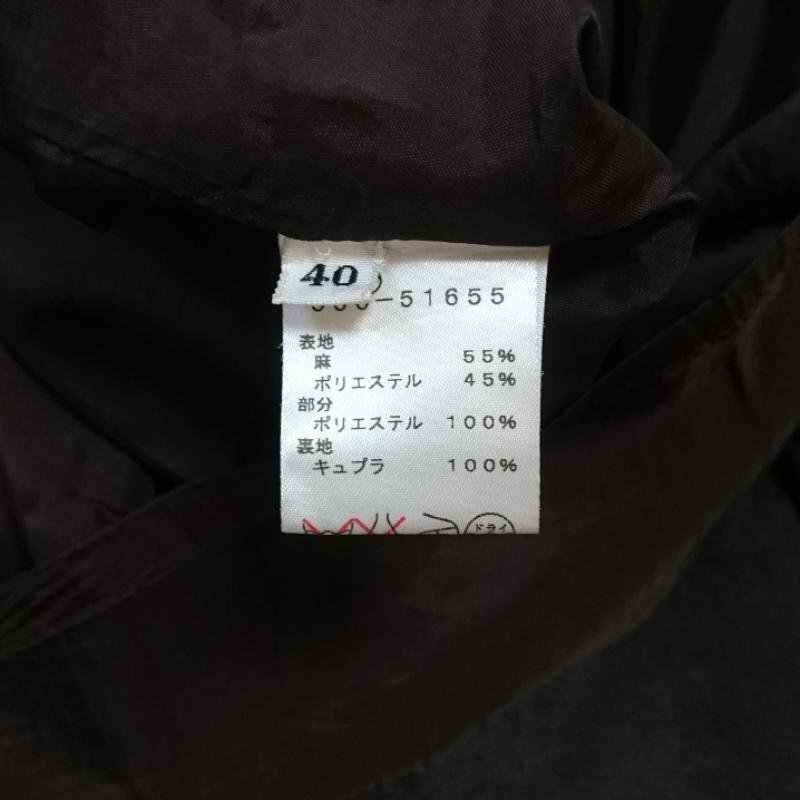 40
-51655
表地
麻 55%
ポリエステル 45%
部分
ポリエステル 100%
裏地
キュプラ 100%
ドライ